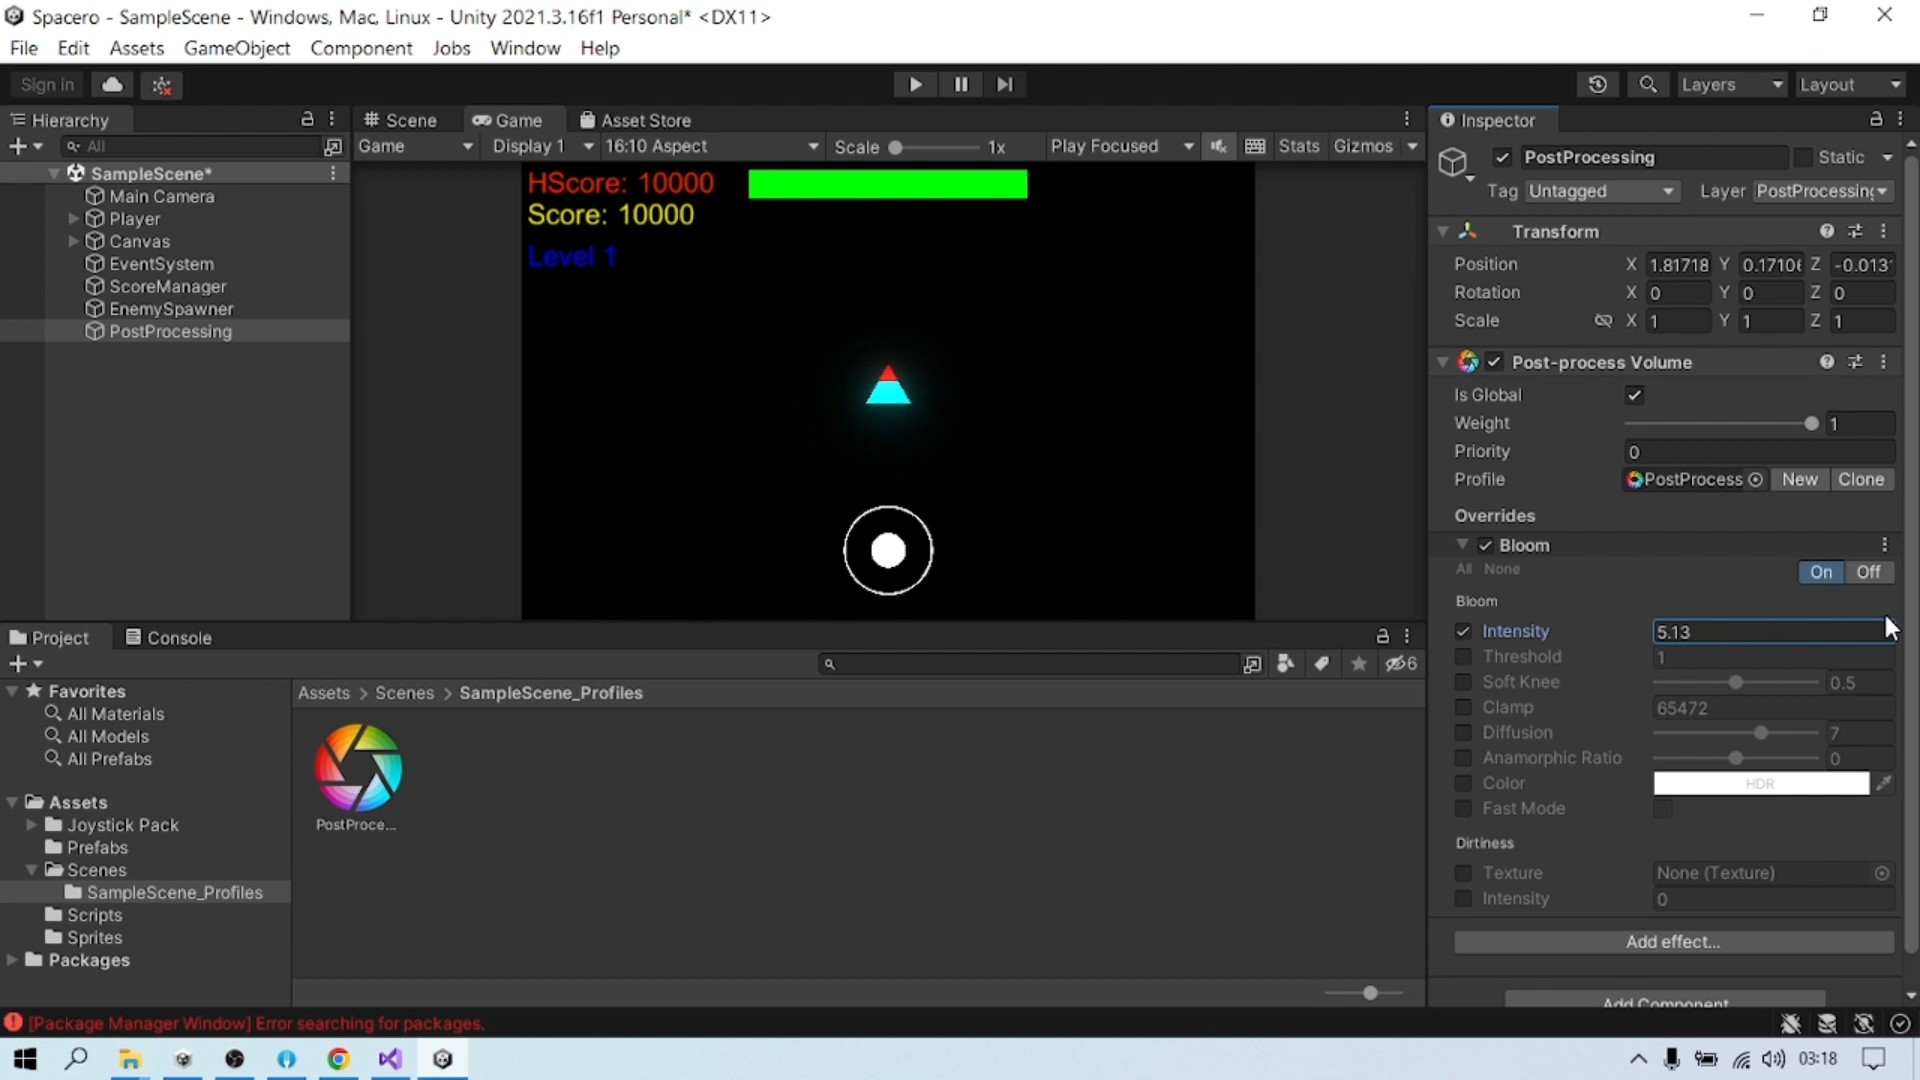 Spacero - SampleScene - Windows, Mac, Linux - Unity 2021.3.16f1 Personal* <DX11>
File Edit Assets GameObject Component Jobs Window Help
Sign in
Layers
Layout
Hierarchy
All
SampleScene*
Main Camera
Player
Canvas
EventSystem
ScoreManager
EnemySpawner
PostProcessing
Scene
Game
Asset Store
Game
Display 1
16:10 Aspect
Scale
1x
Play Focused
Stats
Gizmos
HScore: 10000
Score: 10000
Level 1
Inspector
PostProcessing
Static
Tag Untagged
Layer PostProcessing
Transform
Position X 1.81718 Y 0.1710 Z -0.013
Rotation X 0 Y 0 Z 0
Scale X 1 Y 1 Z 1
Post-process Volume
Is Global
Weight 1
Priority 0
Profile PostProcess New Clone
Overrides
Bloom
All None On Off
Bloom
Intensity 5.13
Threshold 1
Soft Knee 0.5
Clamp 65472
Diffusion 7
Anamorphic Ratio 0
Color HDR
Fast Mode
Dirtiness
Texture None (Texture)
Intensity 0
Add effect...
Add Component
Project
Console
6
Favorites
All Materials
All Models
All Prefabs
Assets
Joystick Pack
Prefabs
Scenes
SampleScene_Profiles
Scripts
Sprites
Packages
Assets > Scenes > SampleScene_Profiles
PostProce...
[Package Manager Window] Error searching for packages.
03:18